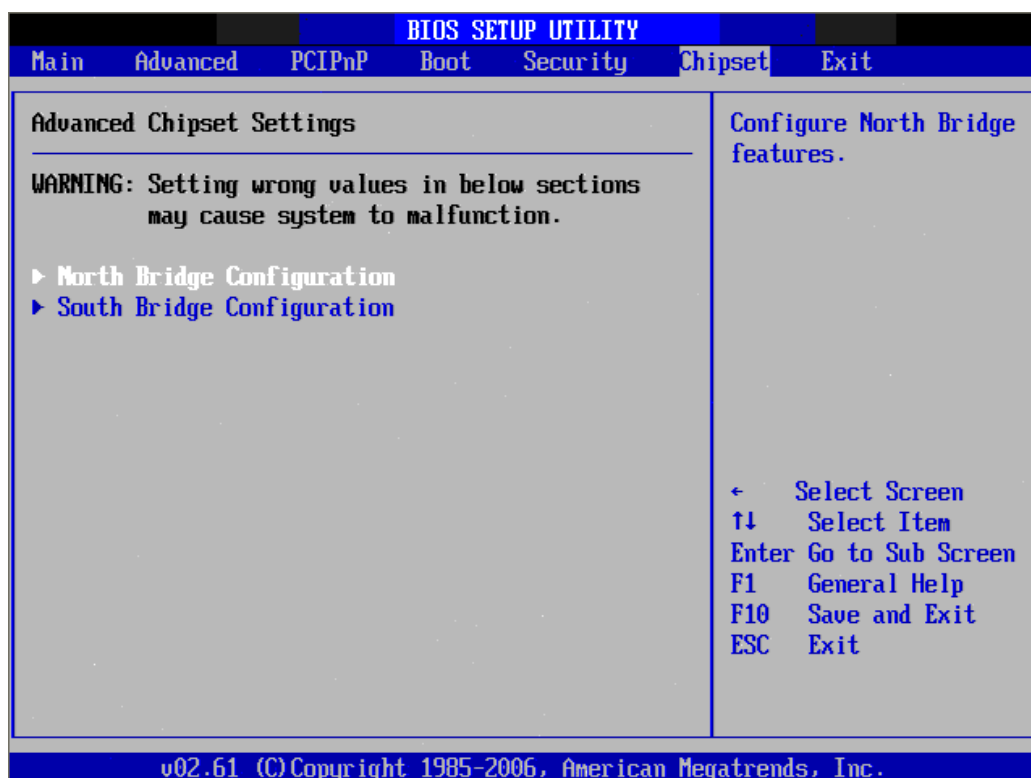 BIOS SETUP UTILITY
Main Advanced PCIPnP Boot Security Chipset Exit
Advanced Chipset Settings
WARNING: Setting wrong values in below sections
may cause system to malfunction.
▶ North Bridge Configuration
▶ South Bridge Configuration
Configure North Bridge
features.
← Select Screen
↑↓ Select Item
Enter Go to Sub Screen
F1 General Help
F10 Save and Exit
ESC Exit
v02.61 (C)Copyright 1985-2006, American Megatrends, Inc.